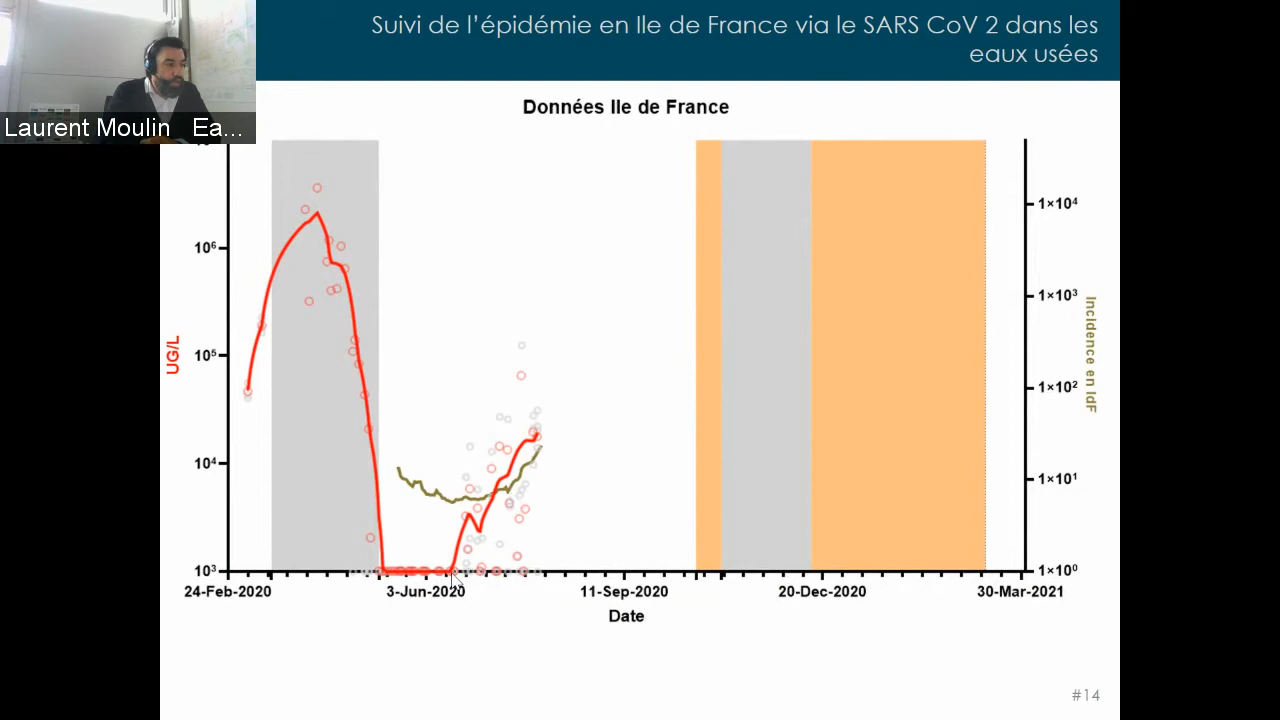 Suivi de l'épidémie en Ile de France via le SARS CoV 2 dans les
eaux usées
Laurent Moulin Ea...
Données Ile de France
10⁶
10⁵
10⁴
10³
UG/L
1×10⁴
1×10³
1×10²
1×10¹
1×10⁰
Incidence en IdF
24-Feb-2020
3-Jun-2020
11-Sep-2020
20-Dec-2020
30-Mar-2021
Date
#14